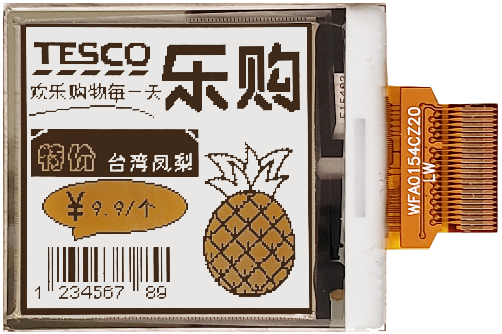 TESCO 乐购
欢乐购物每一天
特价 台湾凤梨
￥9.9/个
1 234567 89
WFA0154CZ20
LW